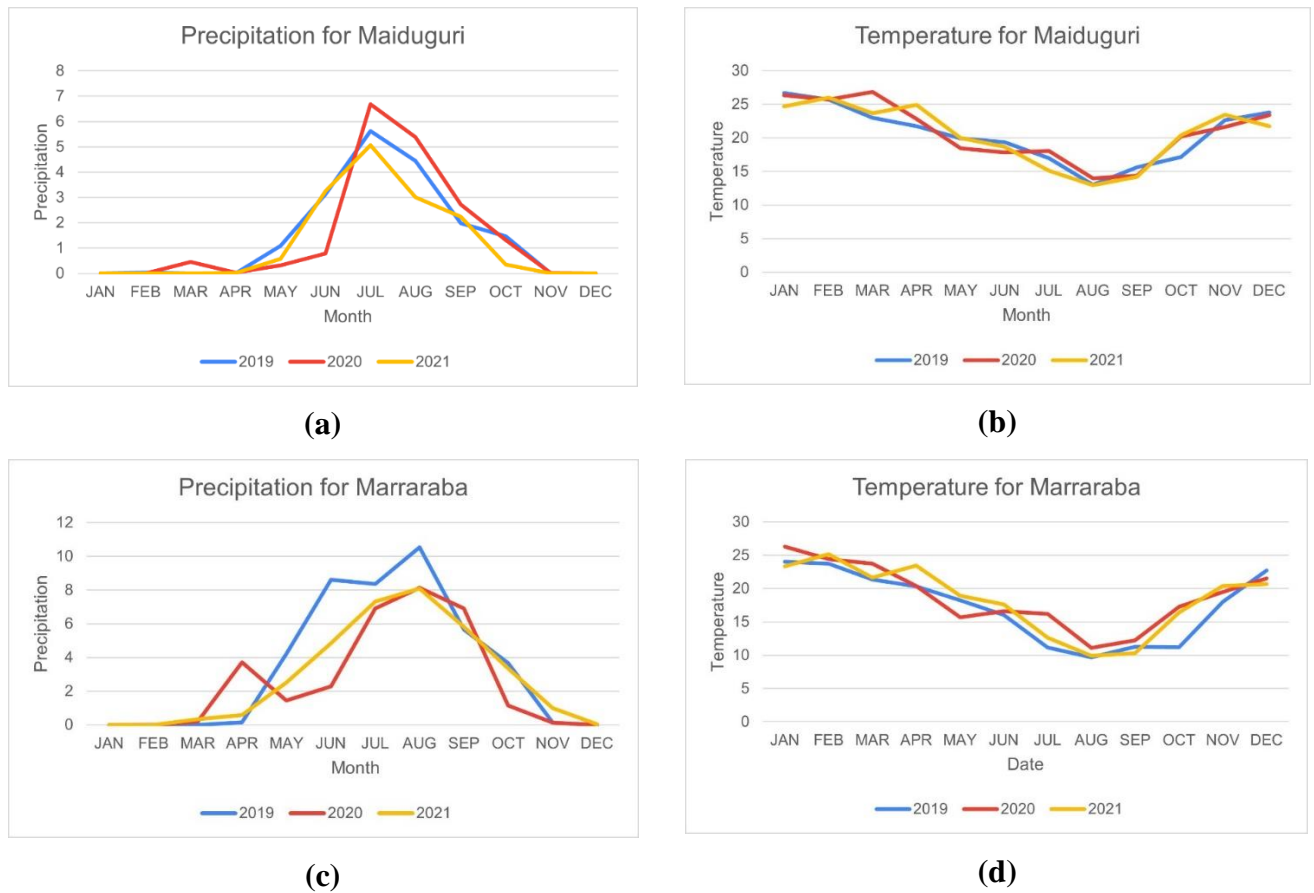 Precipitation for Maiduguri
8
7
6
5
4
3
2
1
0
Precipitation
JAN FEB MAR APR MAY JUN JUL AUG SEP OCT NOV DEC
Month
2019 2020 2021
(a)
Temperature for Maiduguri
30
25
20
15
10
5
0
Temperature
JAN FEB MAR APR MAY JUN JUL AUG SEP OCT NOV DEC
Month
2019 2020 2021
(b)
Precipitation for Marraraba
12
10
8
6
4
2
0
Precipitation
JAN FEB MAR APR MAY JUN JUL AUG SEP OCT NOV DEC
Month
2019 2020 2021
(c)
Temperature for Marraraba
30
25
20
15
10
5
0
Temperature
JAN FEB MAR APR MAY JUN JUL AUG SEP OCT NOV DEC
Date
2019 2020 2021
(d)